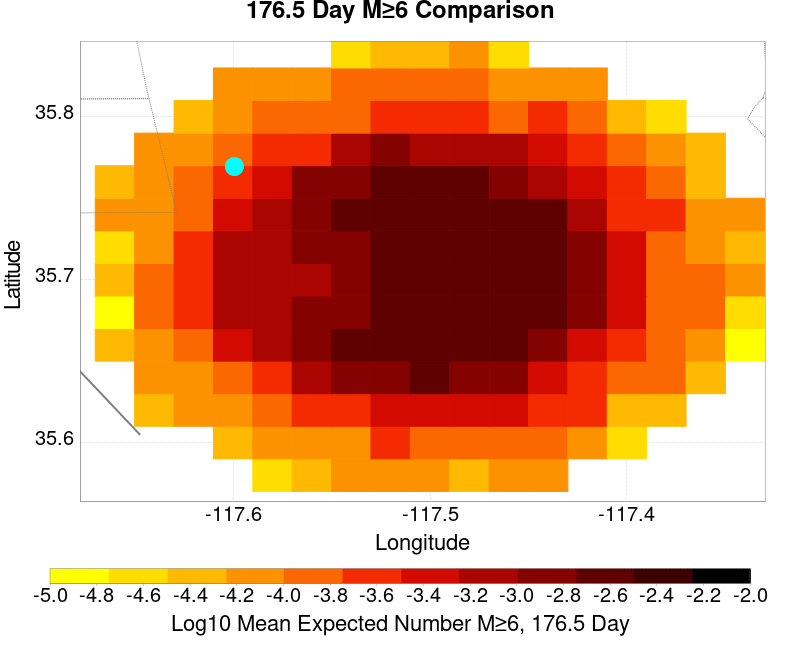 176.5 Day M≥6 Comparison
35.8
35.7
35.6
Latitude
-117.6 -117.5 -117.4
Longitude
-5.0 -4.8 -4.6 -4.4 -4.2 -4.0 -3.8 -3.6 -3.4 -3.2 -3.0 -2.8 -2.6 -2.4 -2.2 -2.0
Log10 Mean Expected Number M≥6, 176.5 Day